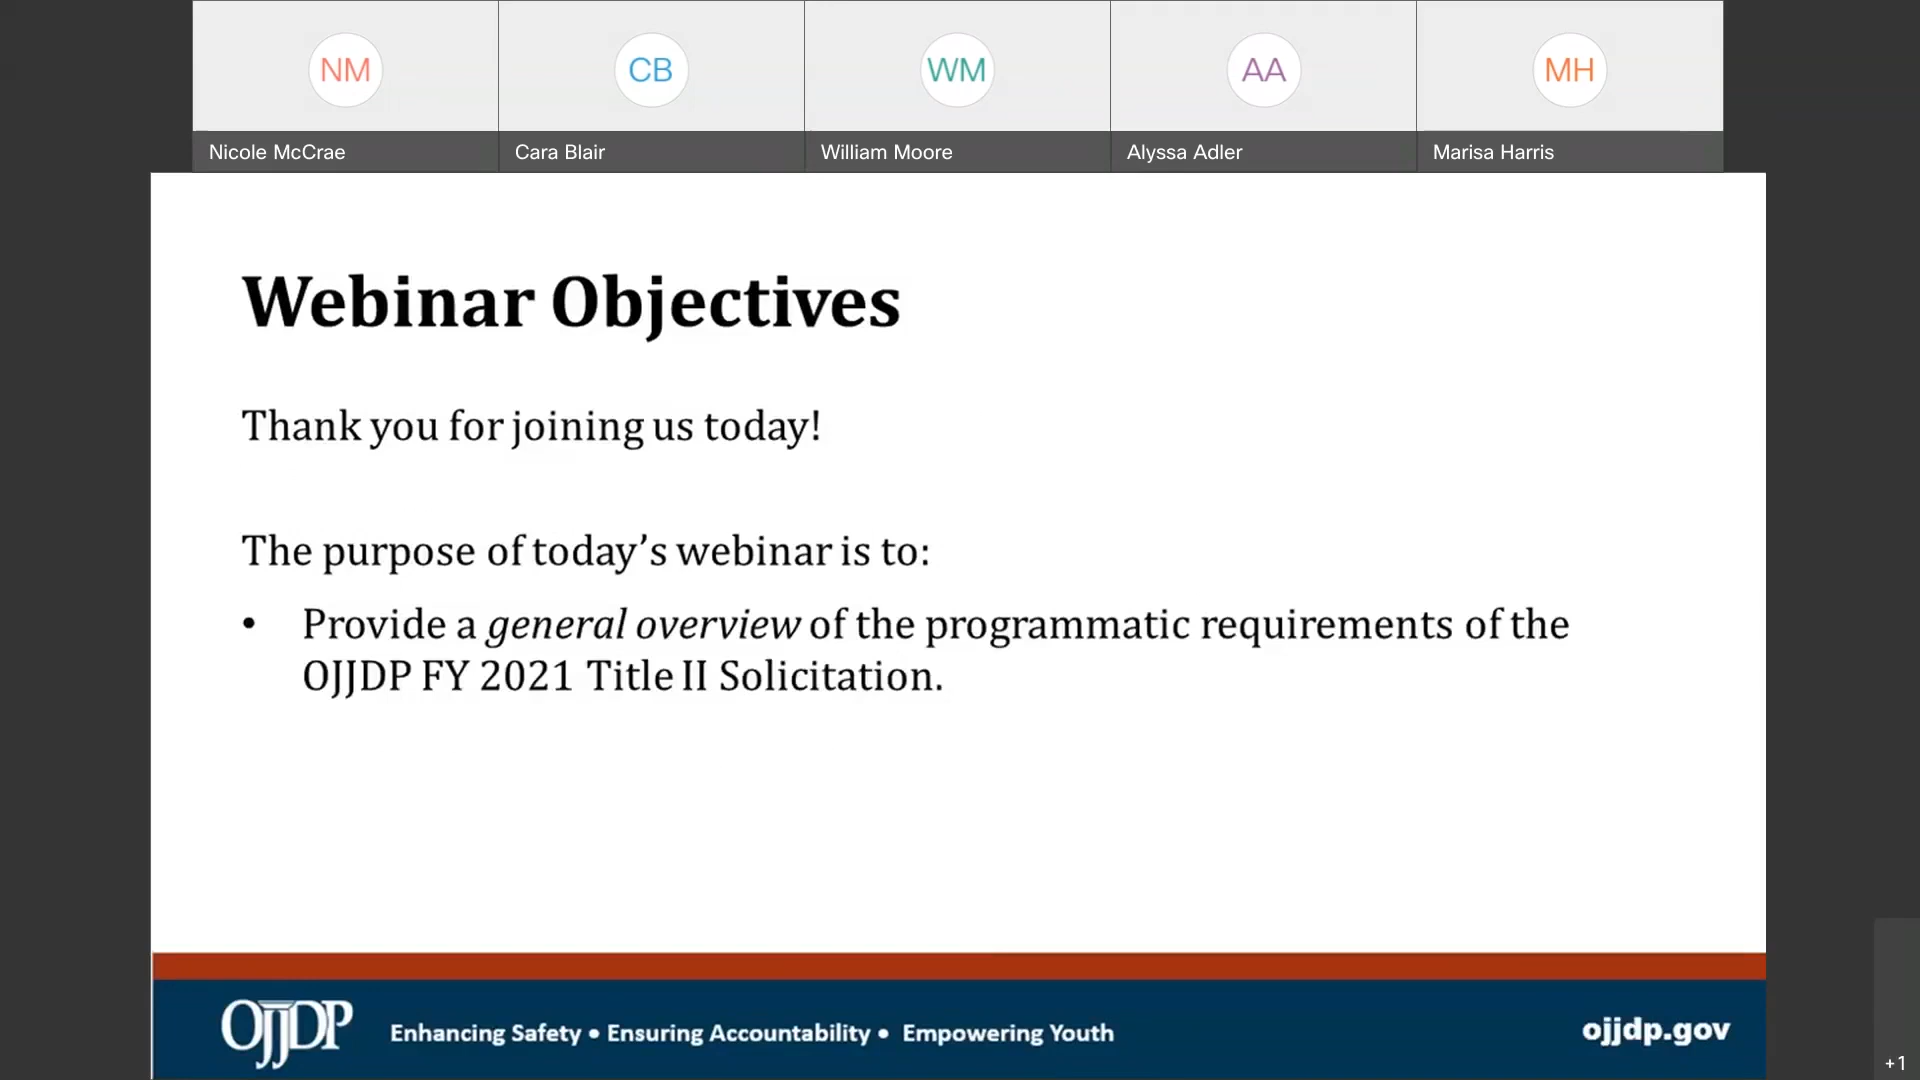 NM
CB
WM
AA
MH
Nicole McCrae
Cara Blair
William Moore
Alyssa Adler
Marisa Harris
Webinar Objectives
Thank you for joining us today!
The purpose of today’s webinar is to:
• Provide a general overview of the programmatic requirements of the
OJJDP FY 2021 Title II Solicitation.
OJJDP
Enhancing Safety • Ensuring Accountability • Empowering Youth
ojjdp.gov
+1